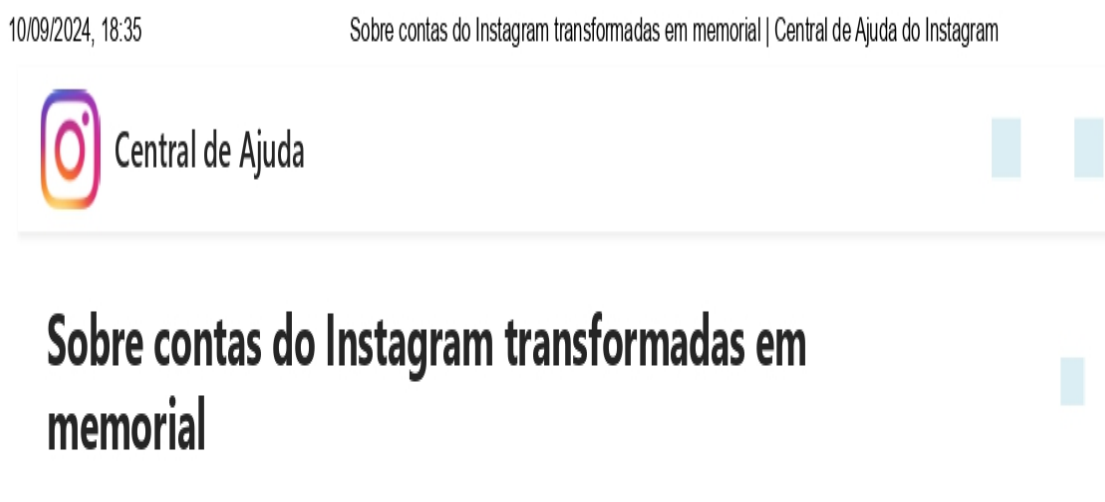 10/09/2024, 18:35 Sobre contas do Instagram transformadas em memorial | Central de Ajuda do Instagram
Central de Ajuda
Sobre contas do Instagram transformadas em
memorial